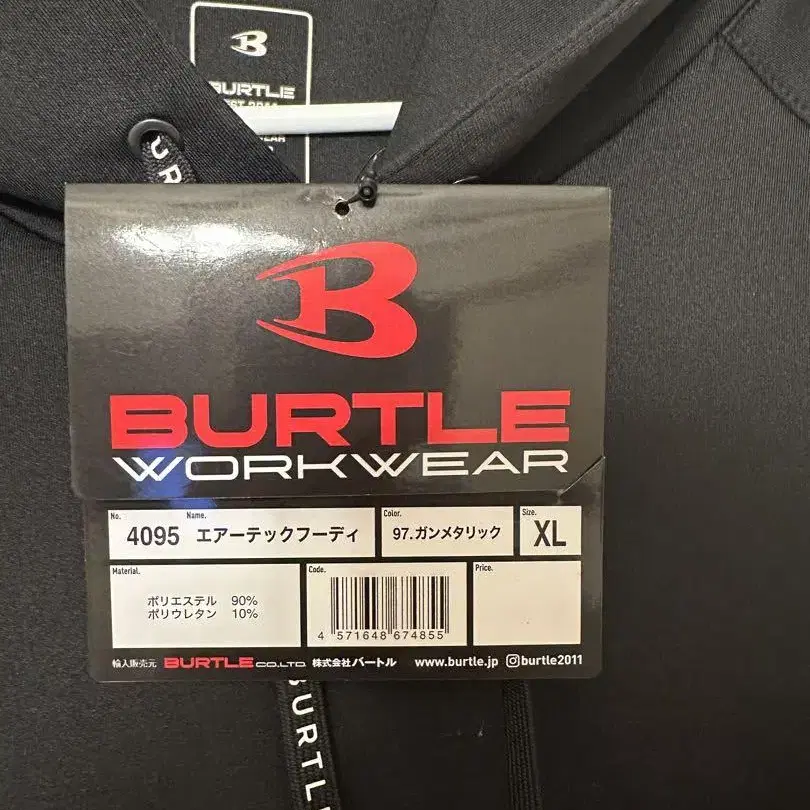 BURTLE
BURTLE
WORKWEAR
No. Name. Color. Size.
4095 エアーテックフーディ 97.ガンメタリック XL
Material. Code. Price.
ポリエステル 90%
ポリウレタン 10%
4 571648 674855
輸入販売元 BURTLE CO.,LTD. 株式会社バートル www.burtle.jp burtle2011
BURTL